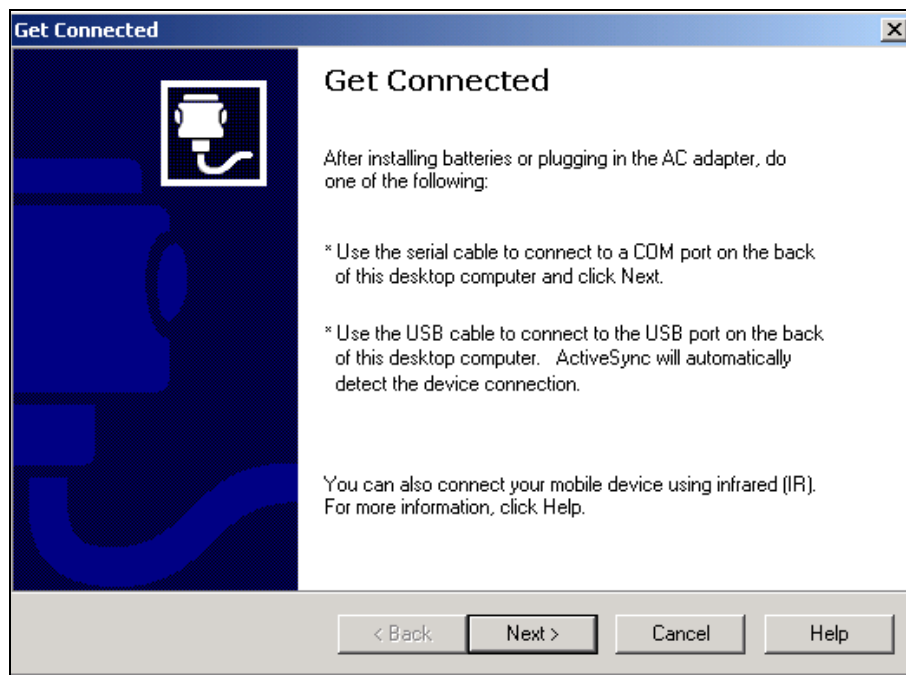 Get Connected
Get Connected
After installing batteries or plugging in the AC adapter, do
one of the following:
* Use the serial cable to connect to a COM port on the back
of this desktop computer and click Next.
* Use the USB cable to connect to the USB port on the back
of this desktop computer.   ActiveSync will automatically
detect the device connection.
You can also connect your mobile device using infrared (IR).
For more information, click Help.
< Back
Next >
Cancel
Help